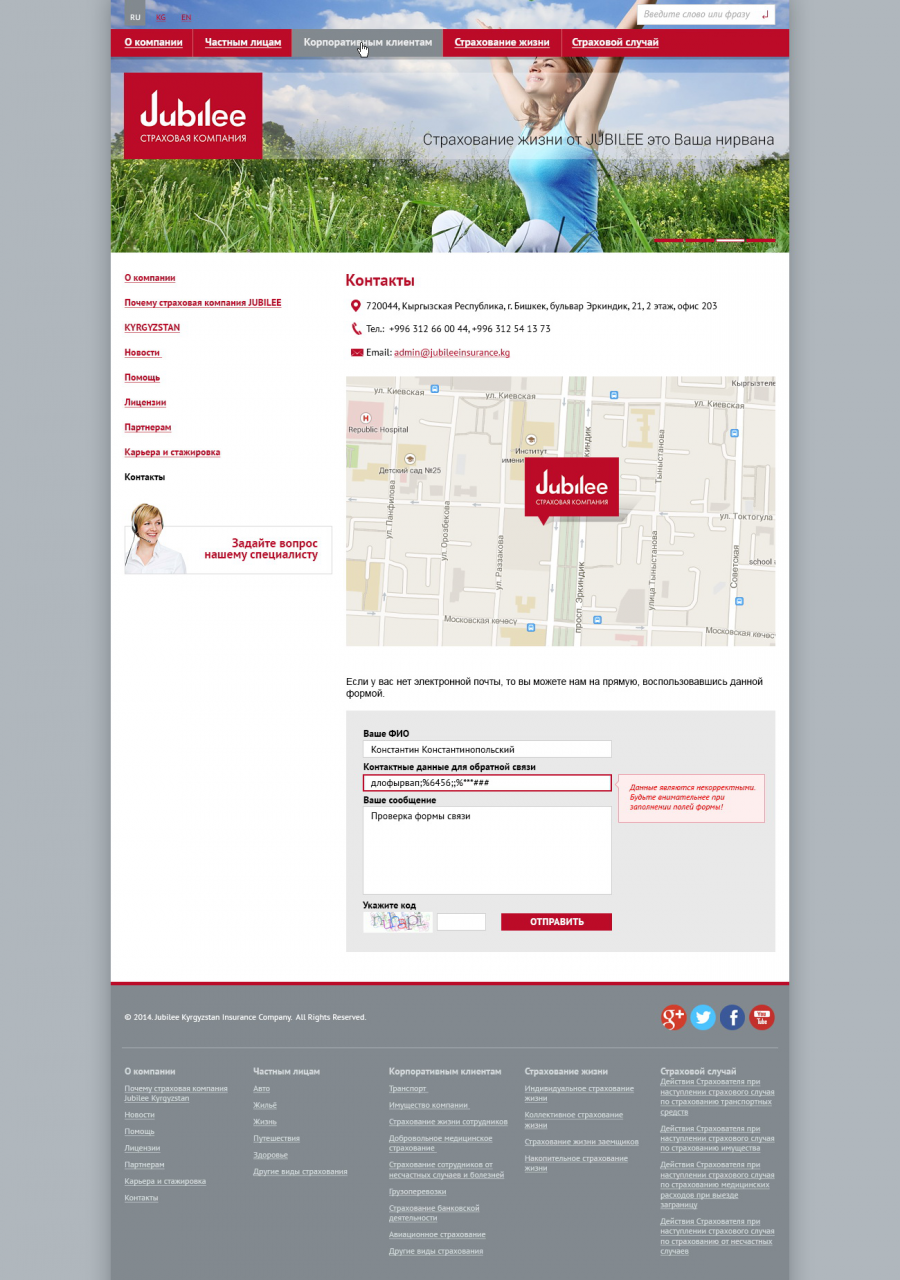 RU KG EN
Введите слово или фразу
О компании Частным лицам Корпоративным клиентам Страхование жизни Страховой случай
Jubilee
СТРАХОВАЯ КОМПАНИЯ
Страхование жизни от JUBILEE это Ваша нирвана
О компании
Почему страховая компания JUBILEE
KYRGYZSTAN
Новости
Помощь
Лицензии
Партнерам
Карьера и стажировка
Контакты
Задайте вопрос
нашему специалисту
Контакты
720044, Кыргызская Республика, г. Бишкек, бульвар Эркиндик, 21, 2 этаж, офис 203
Тел.: +996 312 66 00 44, +996 312 54 13 73
Email: admin@jubileeinsurance.kg
ул. Киевская
ул. Киевская
ул. Киевская
Republic Hospital
Детский сад №25
Институт
имени
ул. Панфилова
ул. Орозбекова
ул. Раззакова
просп. Эркиндик
улица Тыныстанова
Тыныстанова
Советская
ул. Токтогула
school
Московская көчөсү
Jubilee
СТРАХОВАЯ КОМПАНИЯ
Если у вас нет электронной почты, то вы можете нам на прямую, воспользовавшись данной
формой.
Ваше ФИО
Константин Константинопольский
Контактные данные для обратной связи
длофырвап;%6456;;%***###
Данные являются некорректными.
Будьте внимательнее при
заполнении полей формы!
Ваше сообщение
Проверка формы связи
Укажите код
ОТПРАВИТЬ
© 2014. Jubilee Kyrgyzstan Insurance Company. All Rights Reserved.
g+ f You Tube
О компании
Почему страховая компания
Jubilee Kyrgyzstan
Новости
Помощь
Лицензии
Партнерам
Карьера и стажировка
Контакты
Частным лицам
Авто
Жильё
Жизнь
Путешествия
Здоровье
Другие виды страхования
Корпоративным клиентам
Транспорт
Имущество компании
Страхование жизни сотрудников
Добровольное медицинское
страхование
Страхование сотрудников от
несчастных случаев и болезней
Грузоперевозки
Страхование банковской
деятельности
Авиационное страхование
Другие виды страхования
Страхование жизни
Индивидуальное страхование
жизни
Коллективное страхование
жизни
Страхование жизни заемщиков
Накопительное страхование
жизни
Страховой случай
Действия Страхователя при
наступлении страхового случая
по страхованию транспортных
средств
Действия Страхователя при
наступлении страхового случая
по страхованию имущества
Действия Страхователя при
наступлении страхового случая
по страхованию медицинских
расходов при выезде
заграницу
Действия Страхователя при
наступлении страхового случая
по страхованию от несчастных
случаев